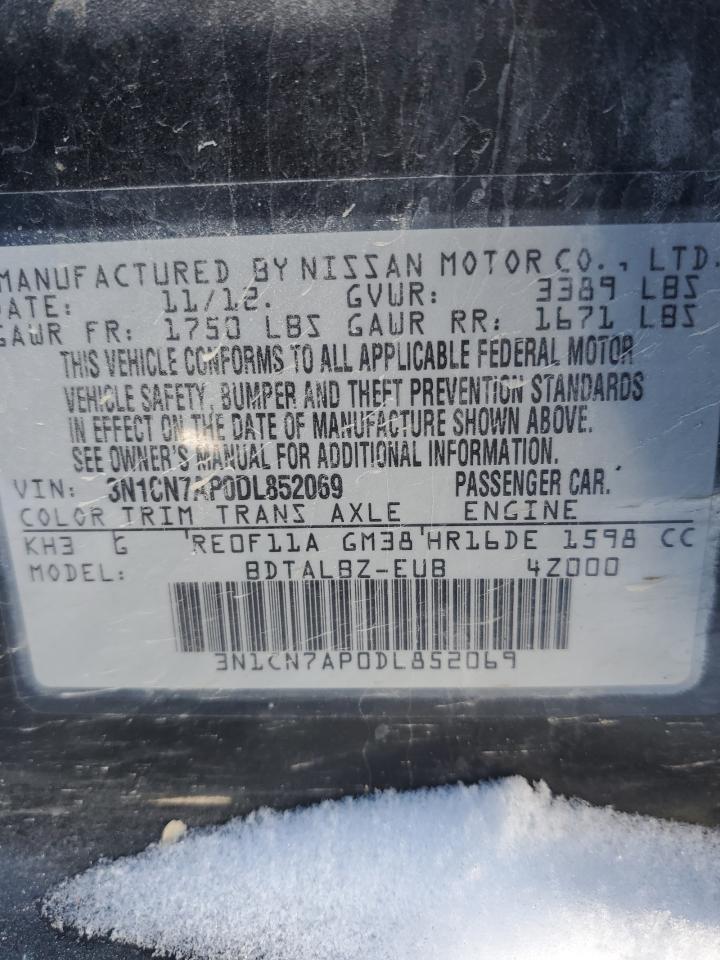 MANUFACTURED BY NISSAN MOTOR CO., LTD.
DATE: 11/12. GVWR: 3389 LBS
GAWR FR: 1750 LBS GAWR RR: 1671 LBS
THIS VEHICLE CONFORMS TO ALL APPLICABLE FEDERAL MOTOR
VEHICLE SAFETY, BUMPER AND THEFT PREVENTION STANDARDS
IN EFFECT ON THE DATE OF MANUFACTURE SHOWN ABOVE.
SEE OWNER'S MANUAL FOR ADDITIONAL INFORMATION.
VIN: 3N1CN7AP0DL852069 PASSENGER CAR.
COLOR TRIM TRANS AXLE ENGINE
KH3 G RE0F11A GM38 HR16DE 1598 CC
MODEL: BDTALBZ-EUB 4Z000
3N1CN7AP0DL852069